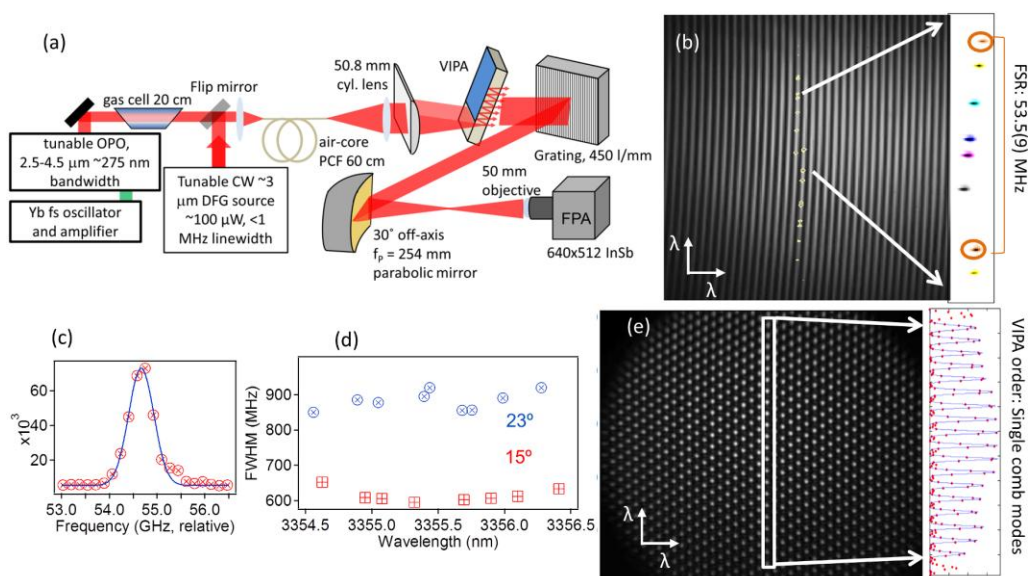 (a)
gas cell 20 cm
Flip mirror
50.8 mm
cyl. lens
VIPA
tunable OPO,
2.5-4.5 μm ~275 nm
bandwidth
Yb fs oscillator
and amplifier
Tunable CW ~3
μm DFG source
~100 μW, <1
MHz linewidth
air-core
PCF 60 cm
Grating, 450 l/mm
50 mm
objective
FPA
640x512 InSb
30° off-axis
fP = 254 mm
parabolic mirror
(b)
λ
λ
FSR: 53.5(9) MHz
(c)
x10³
60
40
20
53.0
54.0
55.0
56.0
Frequency (GHz, relative)
(d)
FWHM (MHz)
900
800
700
600
23º
15º
3354.5
3355.0
3355.5
3356.0
3356.5
Wavelength (nm)
(e)
λ
λ
VIPA order: Single comb modes